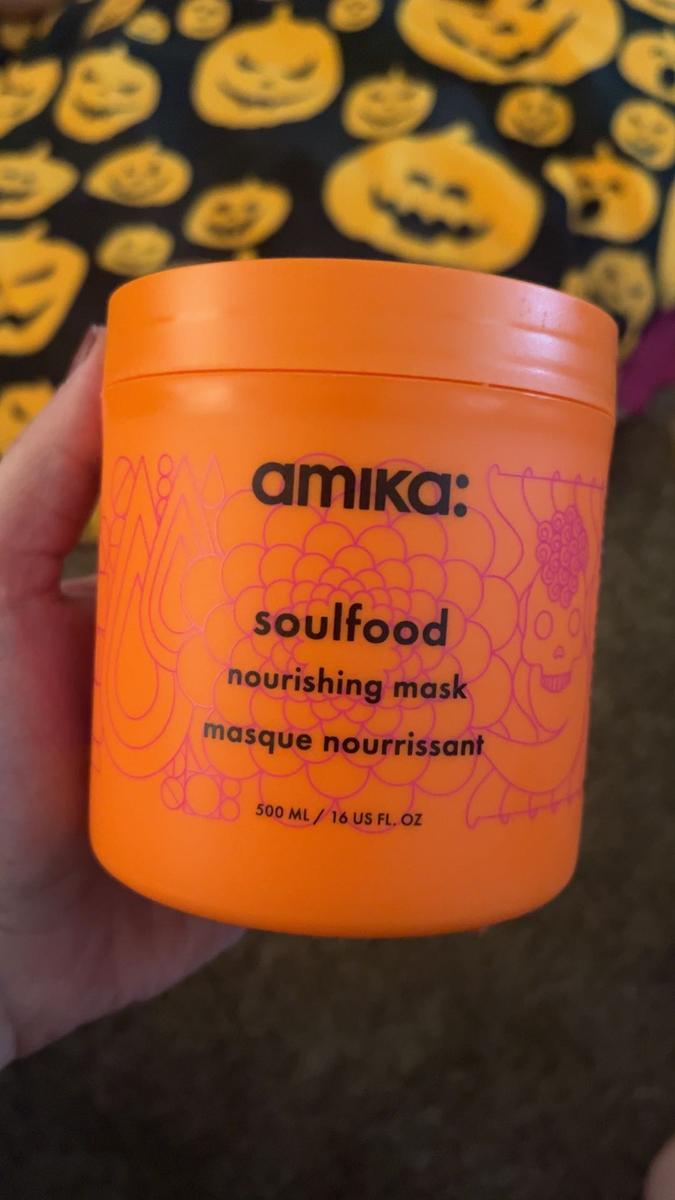 amika:
soulfood
nourishing mask
masque nourrissant
500 ML / 16 US FL. OZ